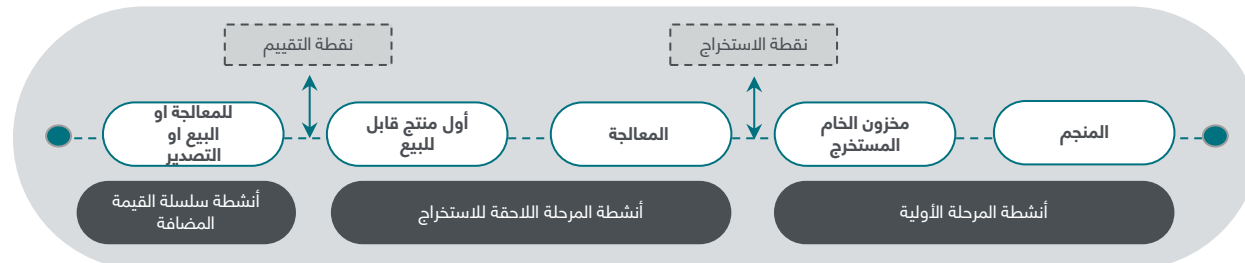 نقطة الاستخراج
نقطة التقييم
المنجم
مخزون الخام
المستخرج
المعالجة
أول منتج قابل
للبيع
للمعالجة او
البيع او
التصدير
أنشطة المرحلة الأولية
أنشطة المرحلة اللاحقة للاستخراج
أنشطة سلسلة القيمة
المضافة